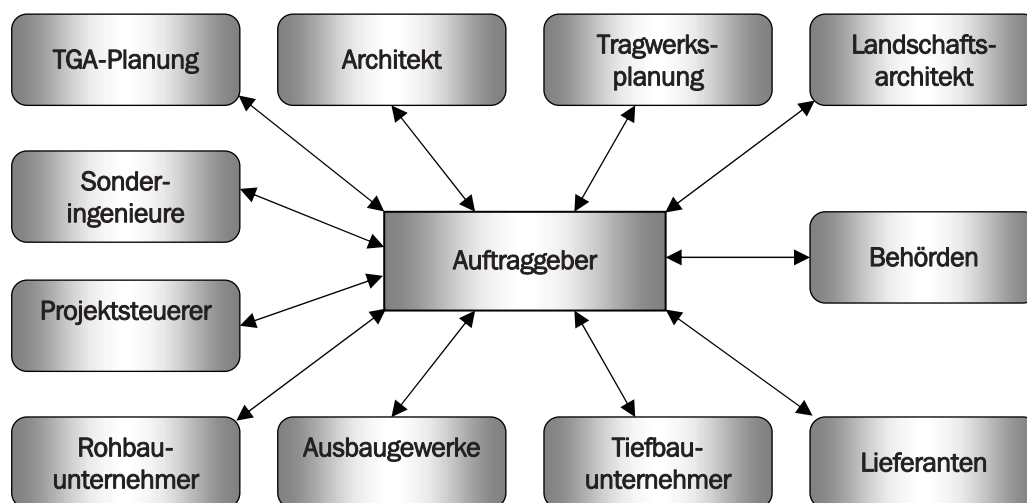 TGA-Planung
Architekt
Tragwerks-
planung
Landschafts-
architekt
Sonder-
ingenieure
Auftraggeber
Behörden
Projektsteuerer
Rohbau-
unternehmer
Ausbaugewerke
Tiefbau-
unternehmer
Lieferanten